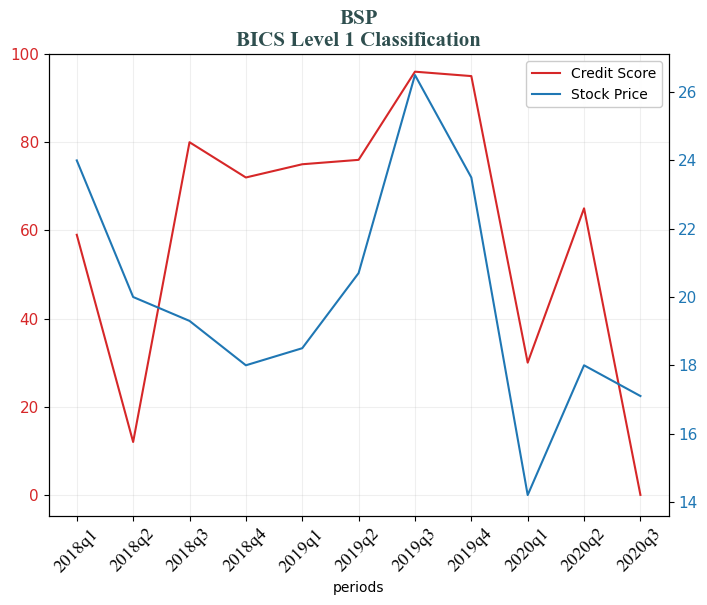 BSP
BICS Level 1 Classification
Credit Score
Stock Price
100
80
60
40
20
0
26
24
22
20
18
16
14
2018q1
2018q2
2018q3
2018q4
2019q1
2019q2
2019q3
2019q4
2020q1
2020q2
2020q3
periods